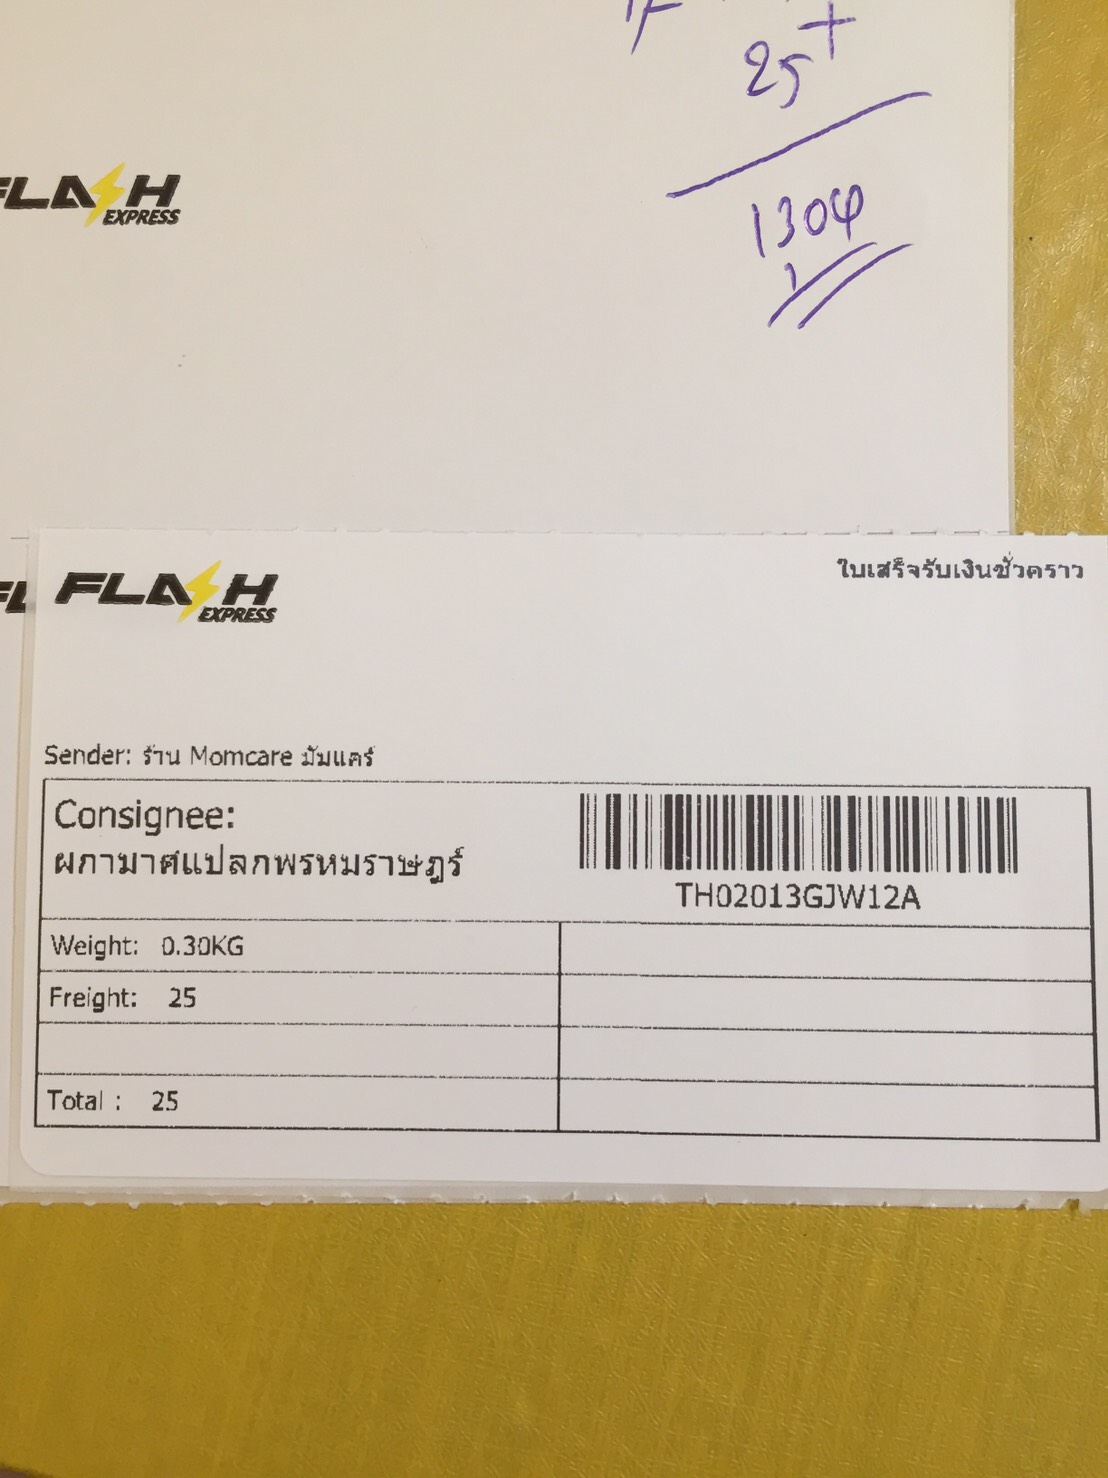 25 +
1304
FLASH
EXPRESS
FLASH
EXPRESS
ใบเสร็จรับเงินชั่วคราว
Sender: ร้าน Momcare มัมแคร์
Consignee:
ผกามาศแปลกพรหมราษฎร์
TH02013GJW12A
Weight: 0.30KG
Freight: 25
Total : 25